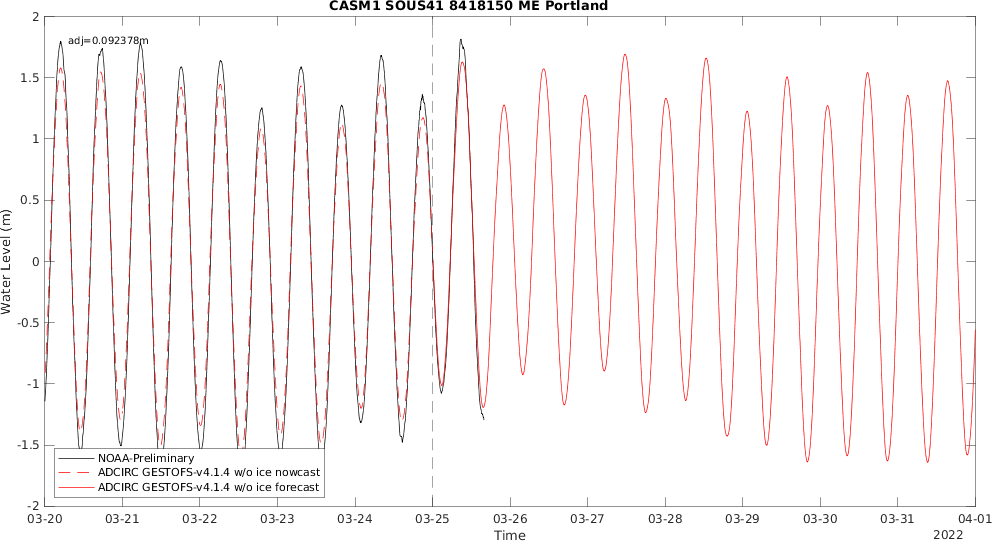 CASM1 SOUS41 8418150 ME Portland
adj=0.092378m
Water Level (m)
2
1.5
1
0.5
0
-0.5
-1
-1.5
-2
NOAA-Preliminary
ADCIRC GESTOFS-v4.1.4 w/o ice nowcast
ADCIRC GESTOFS-v4.1.4 w/o ice forecast
03-20 03-21 03-22 03-23 03-24 03-25 03-26 03-27 03-28 03-29 03-30 03-31 04-01
Time
2022